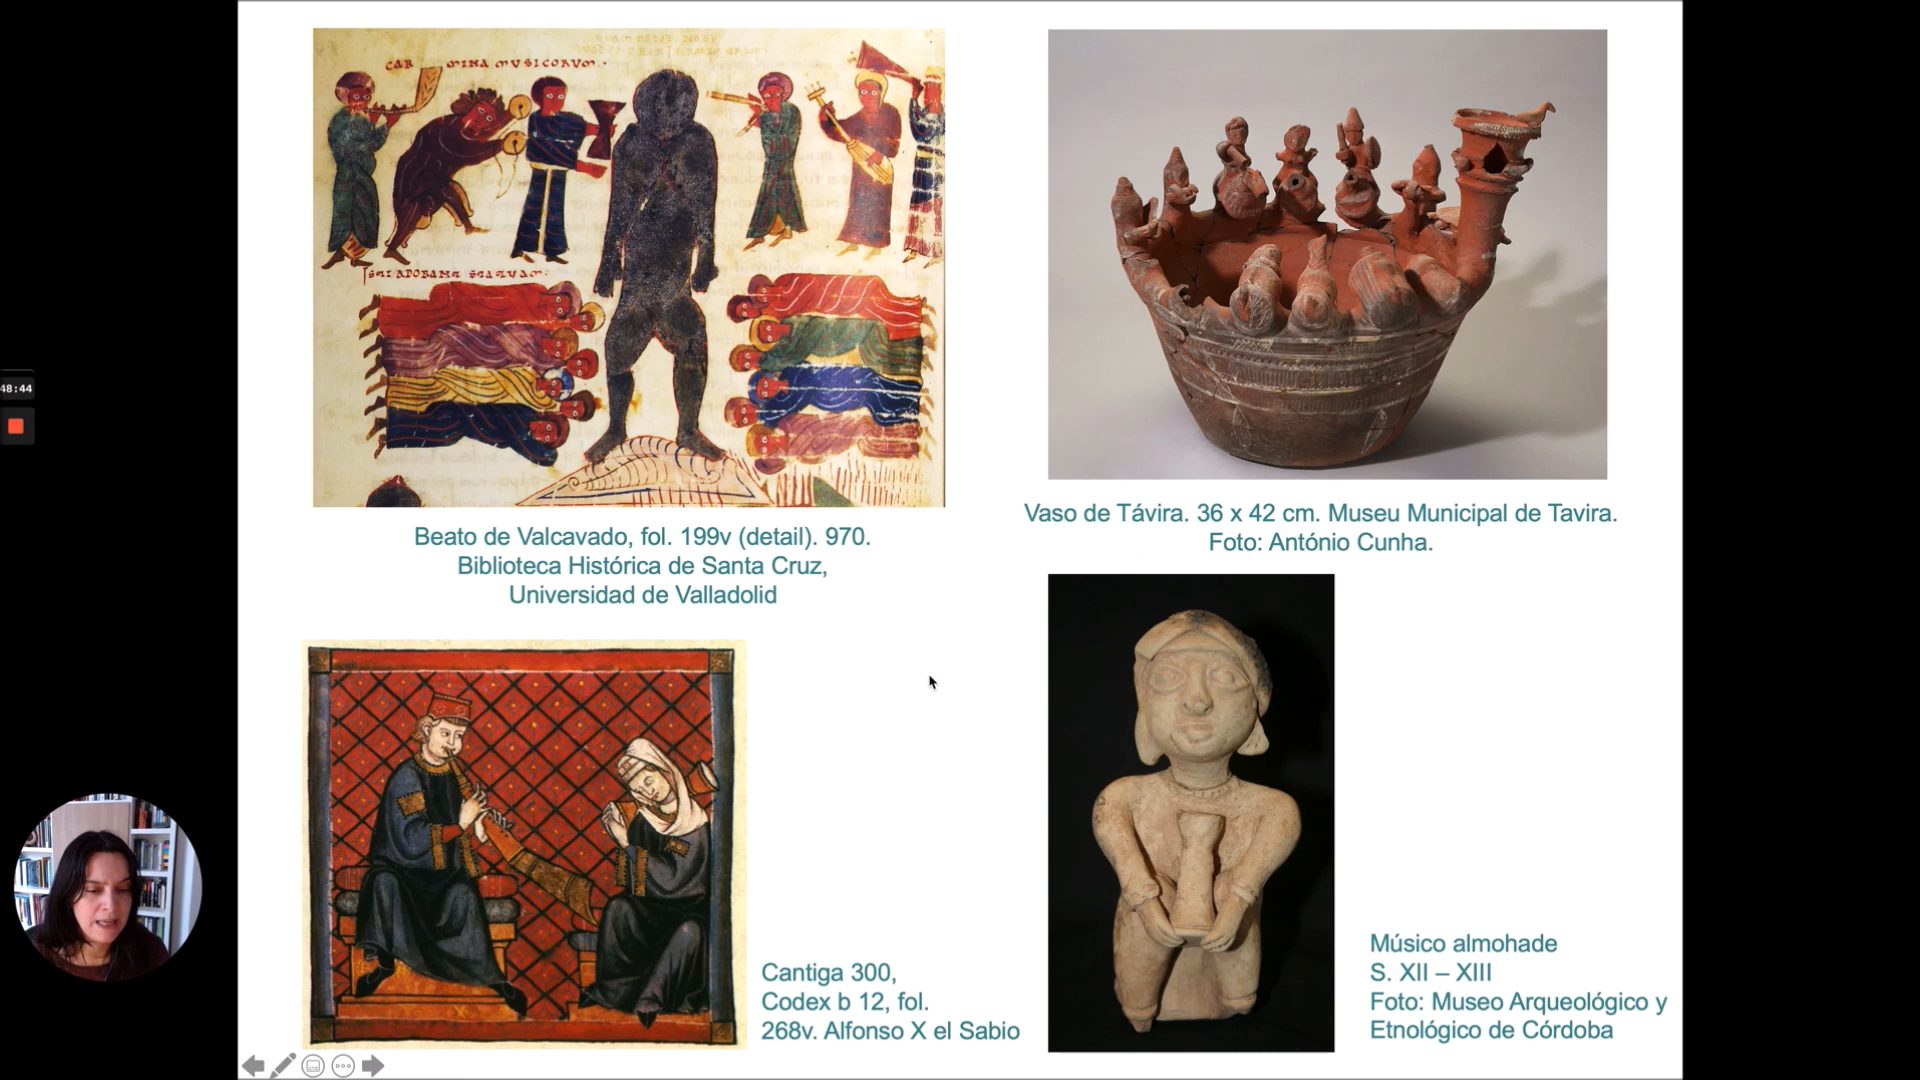 CAR MINA MUSICORUM.
Beato de Valcavado, fol. 199v (detail). 970.
Biblioteca Histórica de Santa Cruz,
Universidad de Valladolid
Vaso de Távira. 36 x 42 cm. Museu Municipal de Tavira.
Foto: António Cunha.
48:44
Cantiga 300,
Codex b 12, fol.
268v. Alfonso X el Sabio
Músico almohade
S. XII – XIII
Foto: Museo Arqueológico y
Etnológico de Córdoba